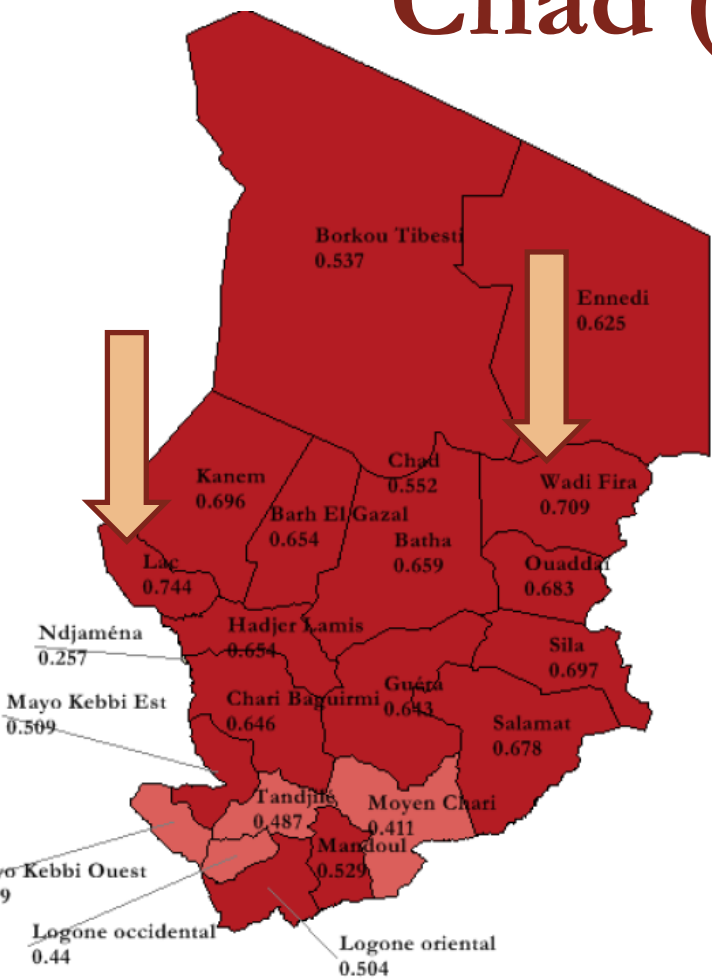 Chad (
Borkou Tibesti
0.537
Ennedi
0.625
Chad
0.552
Kanem
0.696
Wadi Fira
0.709
Barh El Gazal
0.654
Batha
0.659
Lac
0.744
Ouaddaï
0.683
Ndjaména
0.257
Hadjer Lamis
0.654
Sila
0.697
Mayo Kebbi Est
0.509
Chari Baguirmi
0.646
Guéra
0.643
Salamat
0.678
Tandjilé
0.487
Moyen Chari
0.411
Mandoul
0.529
yo Kebbi Ouest
9
Logone occidental
0.44
Logone oriental
0.504